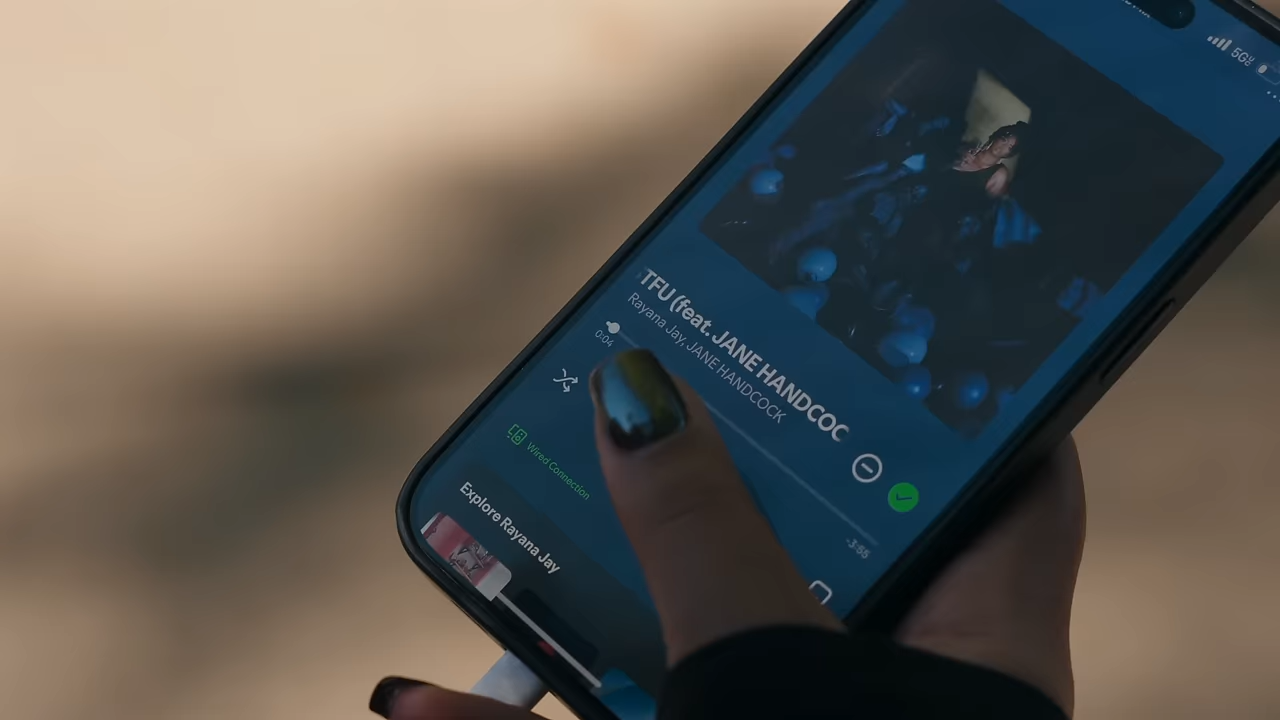 5G
TFU (feat. JANE HANDCOC
Rayana Jay, JANE HANDCOCK
0:04
-3:55
Wired Connection
Explore Rayana Jay